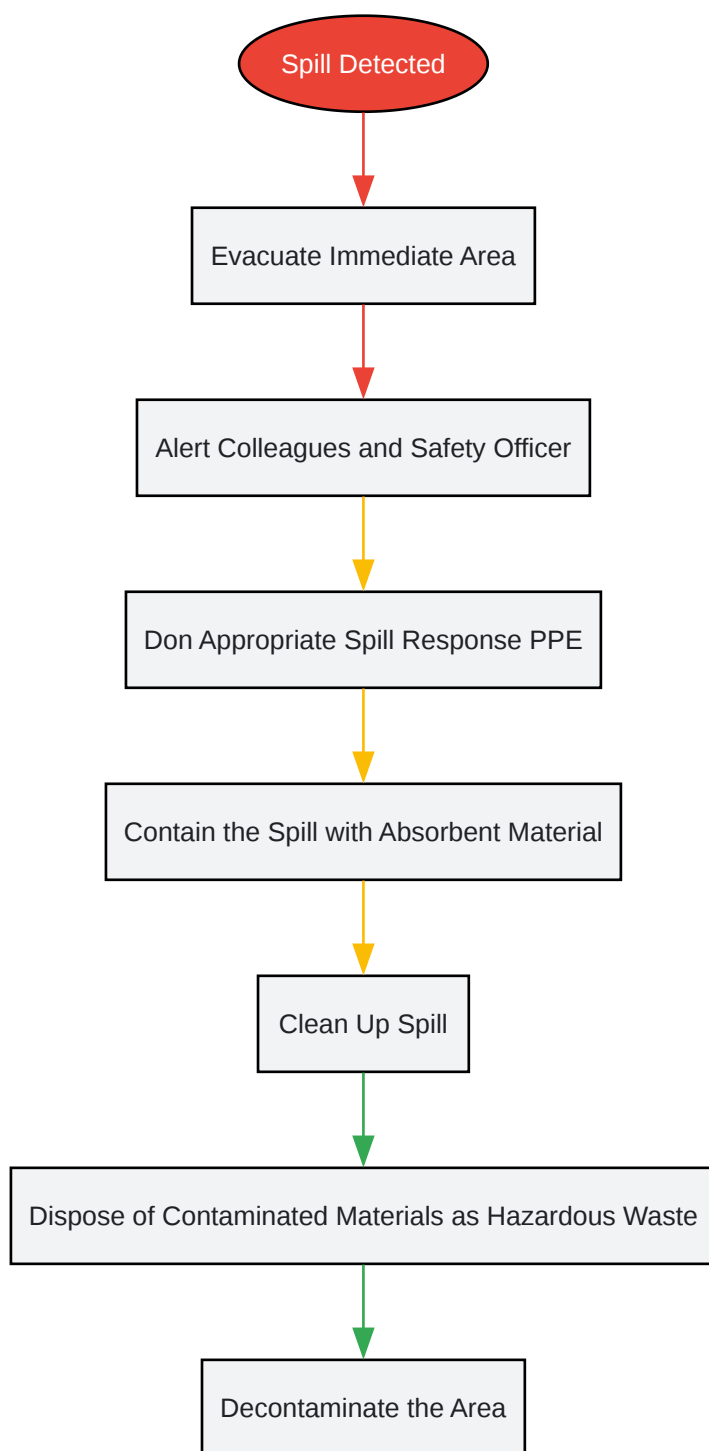 Spill Detected
Evacuate Immediate Area
Alert Colleagues and Safety Officer
Don Appropriate Spill Response PPE
Contain the Spill with Absorbent Material
Clean Up Spill
Dispose of Contaminated Materials as Hazardous Waste
Decontaminate the Area